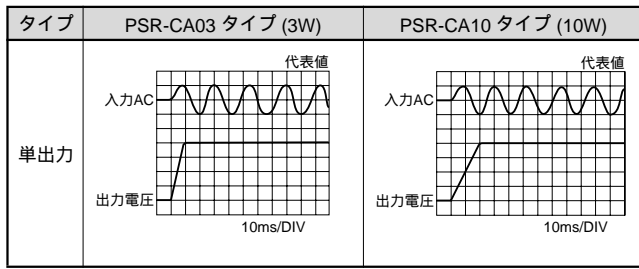 タイプ
PSR-CA03 タイプ (3W)
PSR-CA10 タイプ (10W)
単出力
代表値
入力AC
出力電圧
10ms/DIV
代表値
入力AC
出力電圧
10ms/DIV